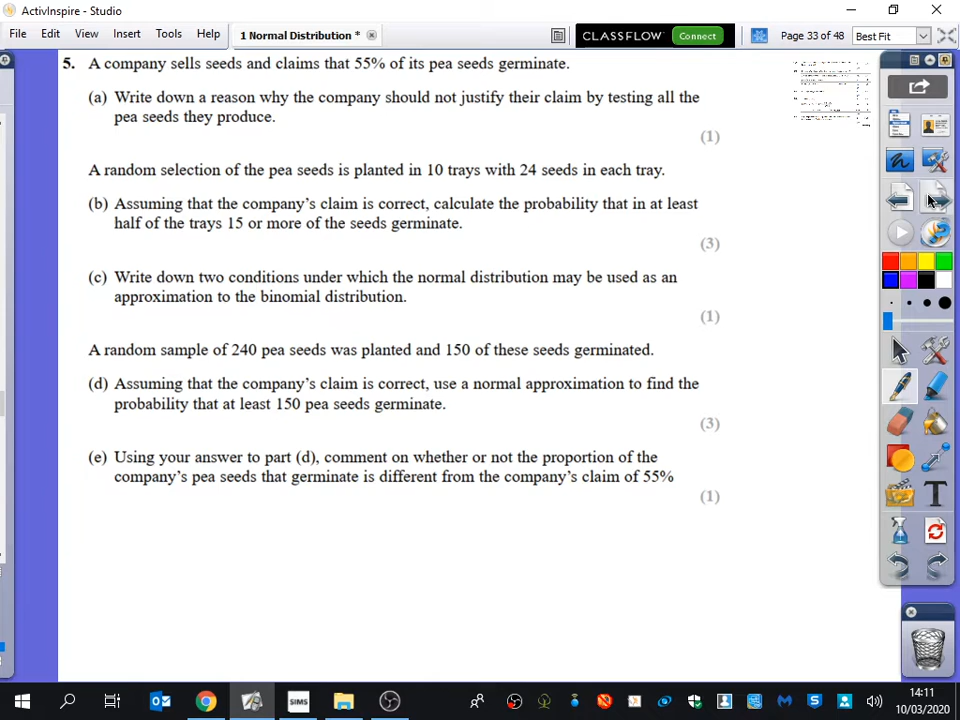 ActivInspire - Studio
File Edit View Insert Tools Help 1 Normal Distribution * CLASSFLOW Connect Page 33 of 48 Best Fit
5. A company sells seeds and claims that 55% of its pea seeds germinate.
(a) Write down a reason why the company should not justify their claim by testing all the
pea seeds they produce.
(1)
A random selection of the pea seeds is planted in 10 trays with 24 seeds in each tray.
(b) Assuming that the company's claim is correct, calculate the probability that in at least
half of the trays 15 or more of the seeds germinate.
(3)
(c) Write down two conditions under which the normal distribution may be used as an
approximation to the binomial distribution.
(1)
A random sample of 240 pea seeds was planted and 150 of these seeds germinated.
(d) Assuming that the company's claim is correct, use a normal approximation to find the
probability that at least 150 pea seeds germinate.
(3)
(e) Using your answer to part (d), comment on whether or not the proportion of the
company's pea seeds that germinate is different from the company's claim of 55%
(1)
SIMS
14:11
10/03/2020